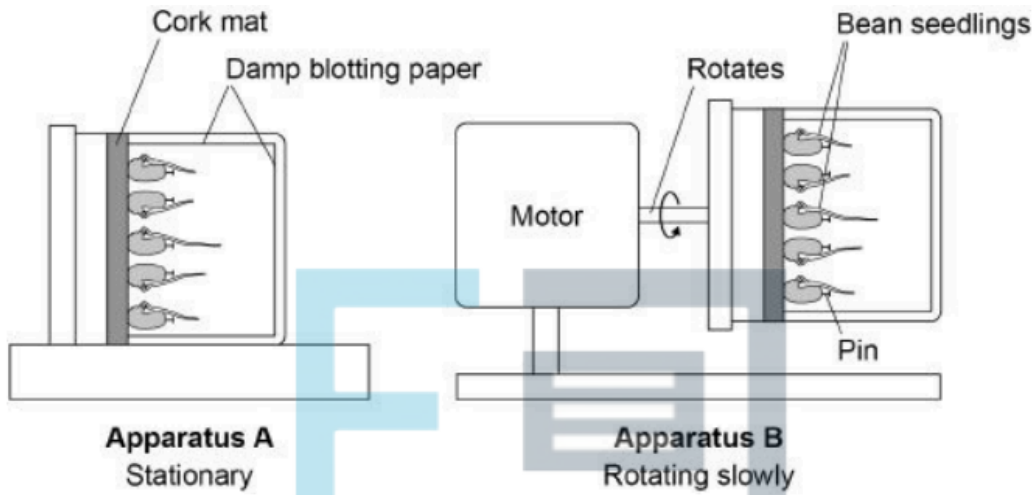 Cork mat
Damp blotting paper
Bean seedlings
Rotates
Motor
Pin
Apparatus A
Stationary
Apparatus B
Rotating slowly